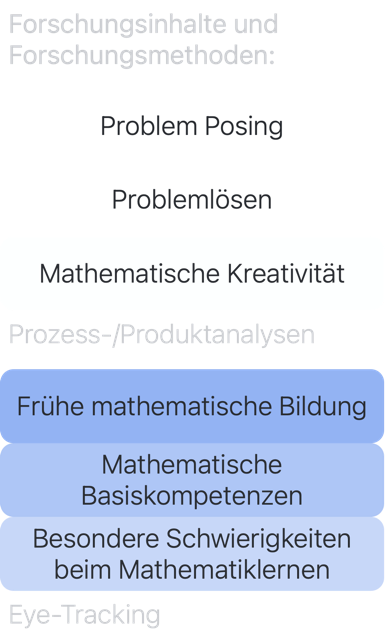 Forschungsinhalte und
Forschungsmethoden:
Problem Posing
Problemlösen
Mathematische Kreativität
Prozess-/Produktanalysen
Frühe mathematische Bildung
Mathematische
Basiskompetenzen
Besondere Schwierigkeiten
beim Mathematiklernen
Eye-Tracking